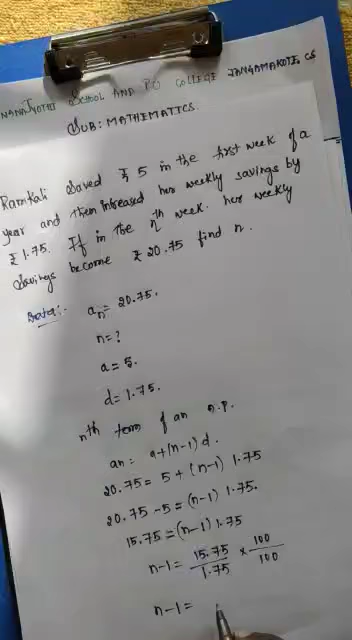 NANAJYOTHI SCHOOL AND PU COLLEGE JANGAMAKOTE, CS
SUB: MATHEMATICS.
Ramkali Saved ₹ 5 in the first week of a
year and then Increased her weekly savings by
₹ 1.75. If in the nth week. her weekly
Savings become ₹ 20.75 find n.
Data:- an = 20.75.
n = ?
a = 5.
d = 1.75.
nth term of an A.P.
an = a+(n-1) d.
20.75 = 5 + (n-1) 1.75
20.75 - 5 = (n-1) 1.75.
15.75 = (n-1) 1.75
n-1 = 15.75/1.75 × 100/100
n-1 =